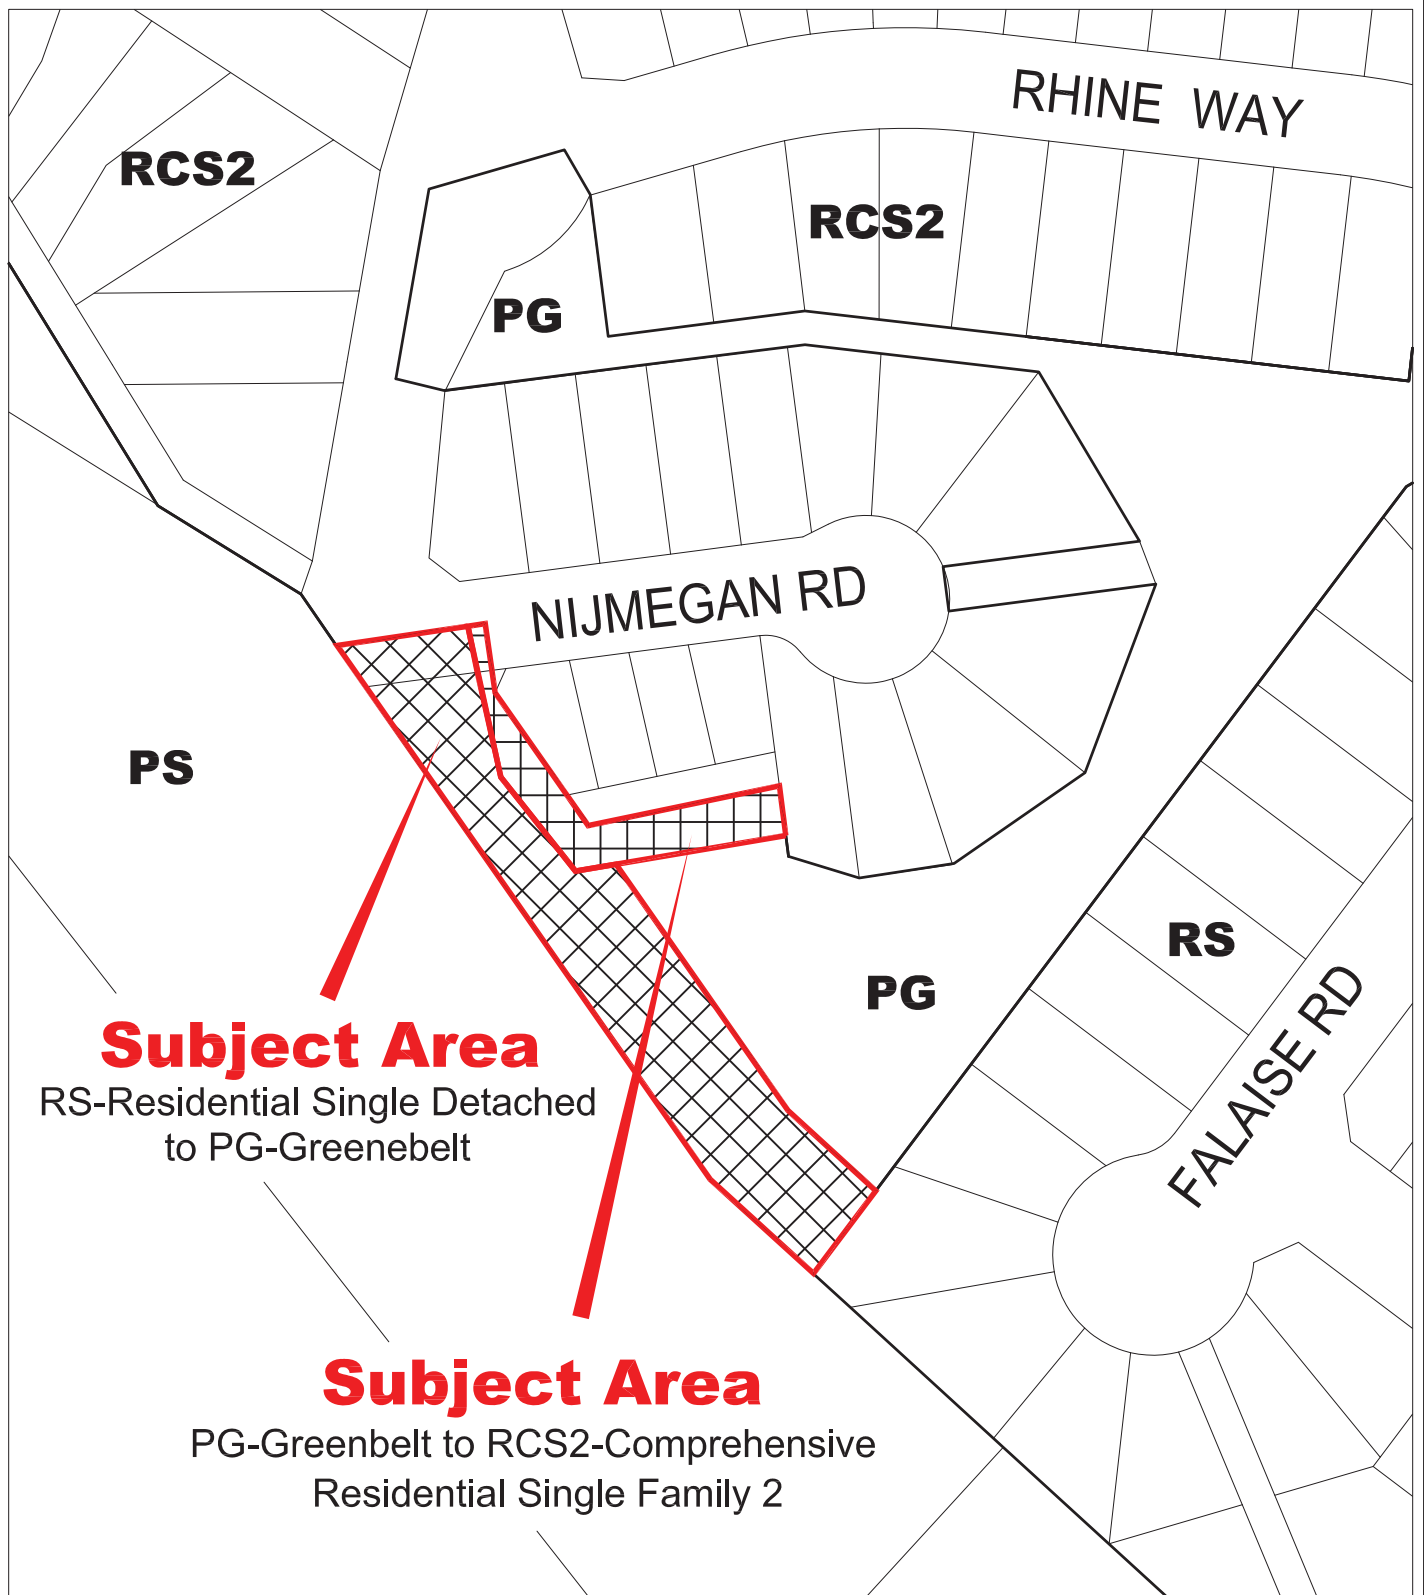 RHINE WAY
RCS2
RCS2
PG
NIJMEGAN RD
PS
RS
PG
FALAISE RD
Subject Area
RS-Residential Single Detached
to PG-Greenebelt
Subject Area
PG-Greenbelt to RCS2-Comprehensive
Residential Single Family 2